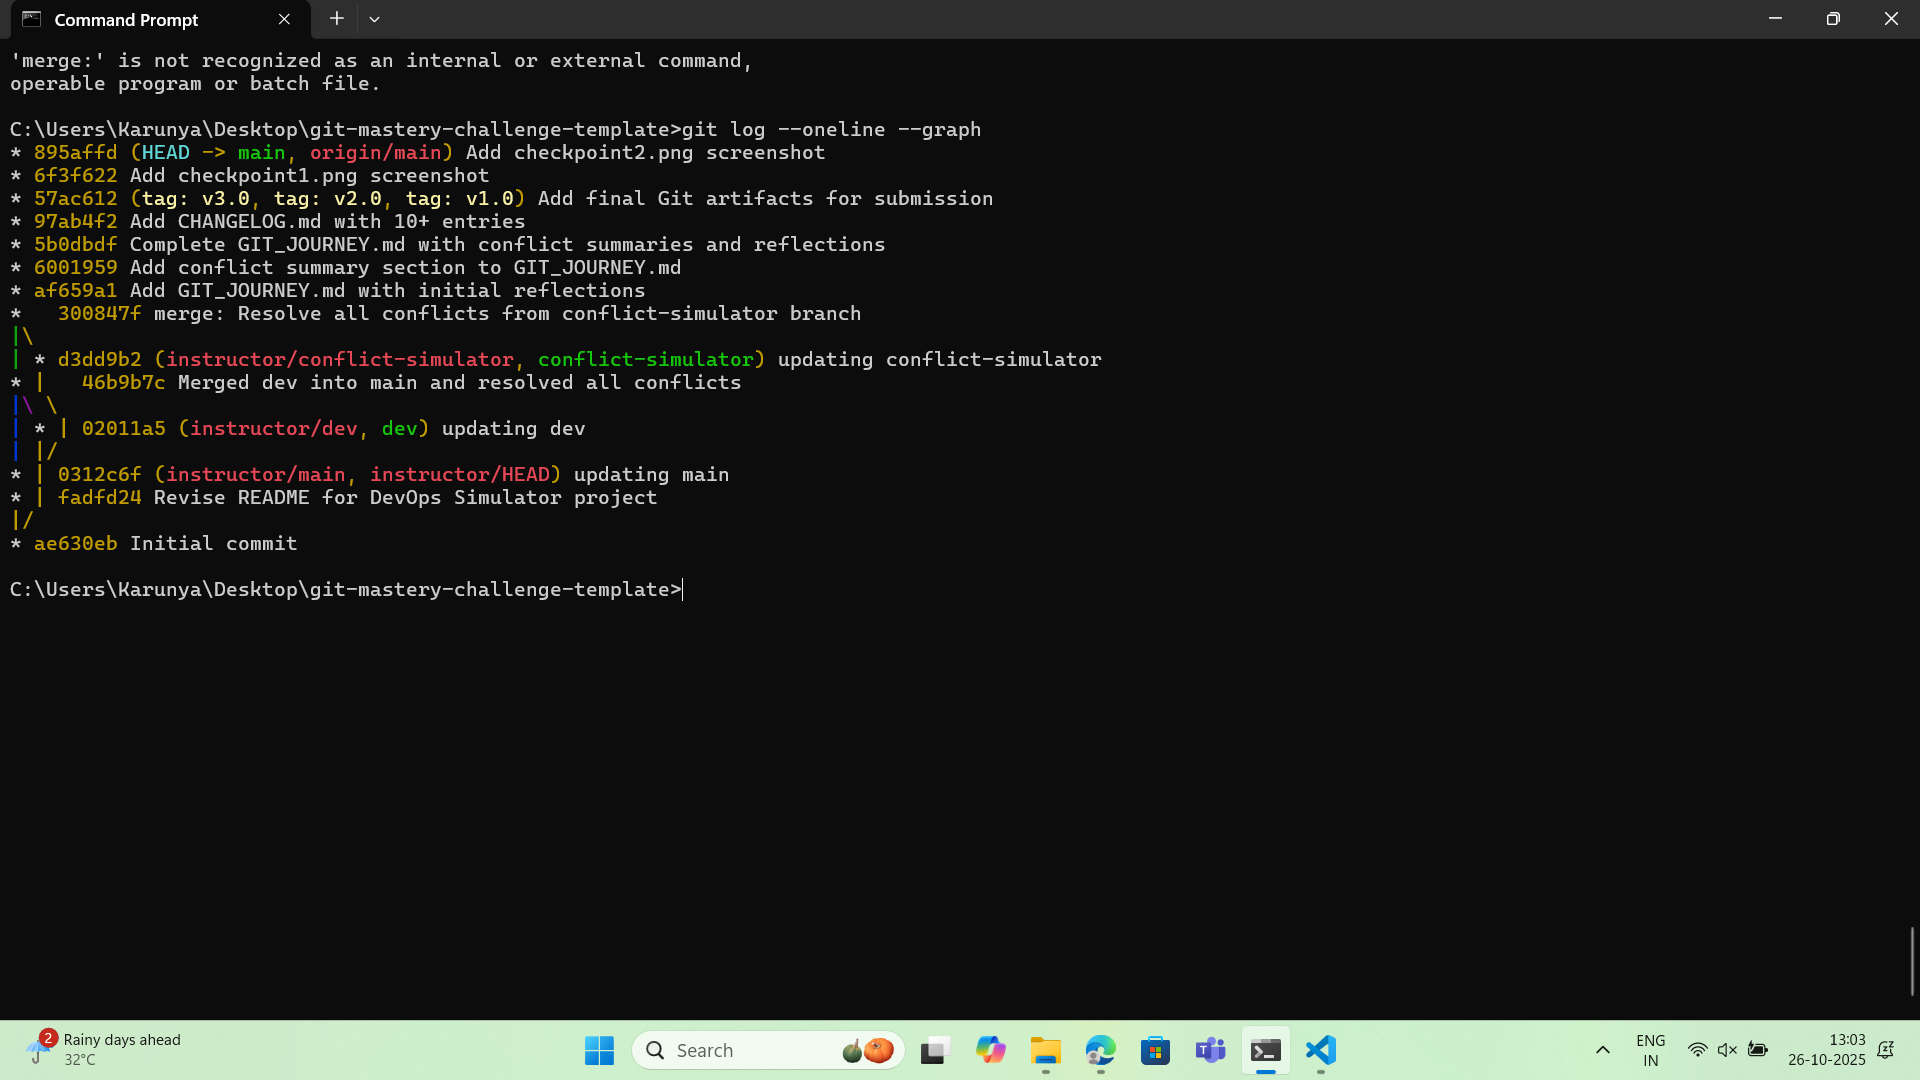 Command Prompt
'merge:' is not recognized as an internal or external command,
operable program or batch file.
C:\Users\Karunya\Desktop\git-mastery-challenge-template>git log --oneline --graph
* 895affd (HEAD -> main, origin/main) Add checkpoint2.png screenshot
* 6f3f622 Add checkpoint1.png screenshot
* 57ac612 (tag: v3.0, tag: v2.0, tag: v1.0) Add final Git artifacts for submission
* 97ab4f2 Add CHANGELOG.md with 10+ entries
* 5b0dbdf Complete GIT_JOURNEY.md with conflict summaries and reflections
* 6001959 Add conflict summary section to GIT_JOURNEY.md
* af659a1 Add GIT_JOURNEY.md with initial reflections
*   300847f merge: Resolve all conflicts from conflict-simulator branch
|\
| * d3dd9b2 (instructor/conflict-simulator, conflict-simulator) updating conflict-simulator
* |   46b9b7c Merged dev into main and resolved all conflicts
|\ \
| * | 02011a5 (instructor/dev, dev) updating dev
| |/
* | 0312c6f (instructor/main, instructor/HEAD) updating main
* | fadfd24 Revise README for DevOps Simulator project
|/
* ae630eb Initial commit
C:\Users\Karunya\Desktop\git-mastery-challenge-template>
2
Rainy days ahead
32°C
Search
ENG
IN
13:03
26-10-2025